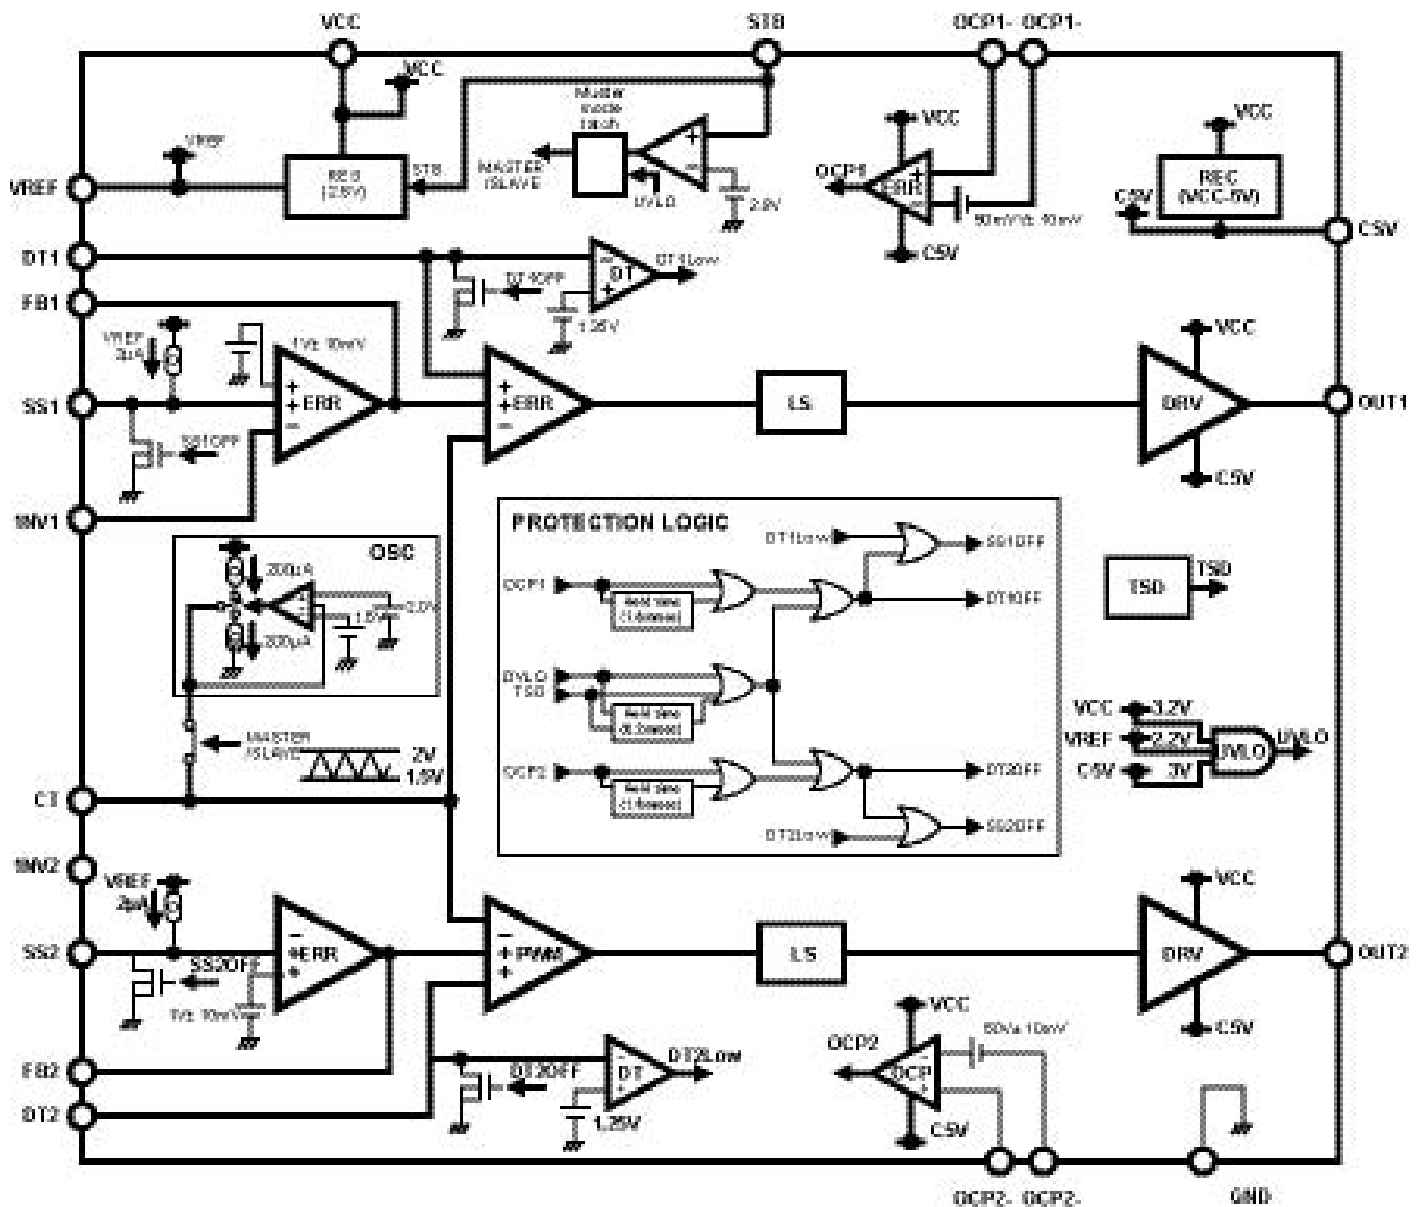 VCC
STB
OCP1- OCP1-
VCC
Master
mode
latch
VCC
VCC
VREF
VREF
REG
(2.5V)
STB
MASTER
/SLAVE
UVLO
OCP1
ERR
REG
(VCC-5V)
C5V
C5V
C5V
DT1
DT1OFF
DT
DT1Low
1.25V
FB1
VREF
2µA
1V± 10mV
VCC
SS1
ERR
ERR
LS
DRV
OUT1
SS1OFF
C5V
INV1
OSC
200µA
200µA
2.0V
PROTECTION LOGIC
DT1Low
SS1OFF
OCP1
DT1OFF
TSD
TSD
TSD
OCP2
DT2OFF
DT2Low
SS2OFF
VCC
3.2V
VREF
2.2V
C5V
3V
UVLO
UVLO
MASTER
/SLAVE
2V
1.5V
CT
INV2
VREF
2µA
VCC
SS2
ERR
PWM
LS
DRV
OUT2
SS2OFF
1V± 10mV
C5V
VCC
OCP2
OCP
C5V
FB2
DT2
DT2OFF
DT
DT2Low
1.25V
OCP2- OCP2-
GND